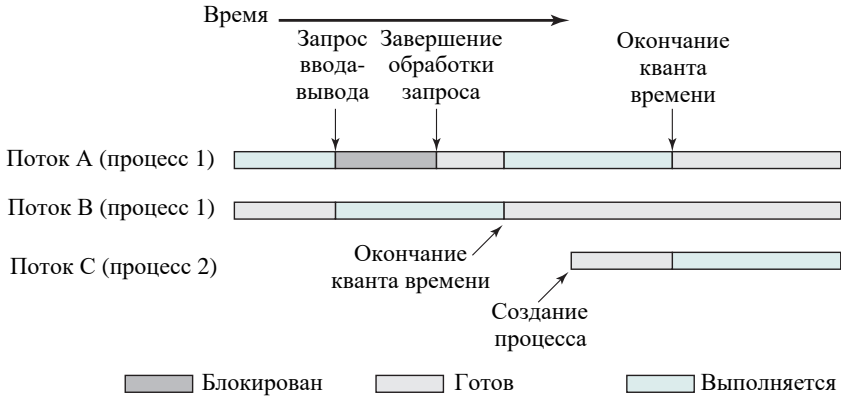 Время
Запрос
ввода-
вывода
Завершение
обработки
запроса
Окончание
кванта
времени
Поток A (процесс 1)
Поток B (процесс 1)
Окончание
кванта времени
Поток C (процесс 2)
Создание
процесса
Блокирован
Готов
Выполняется